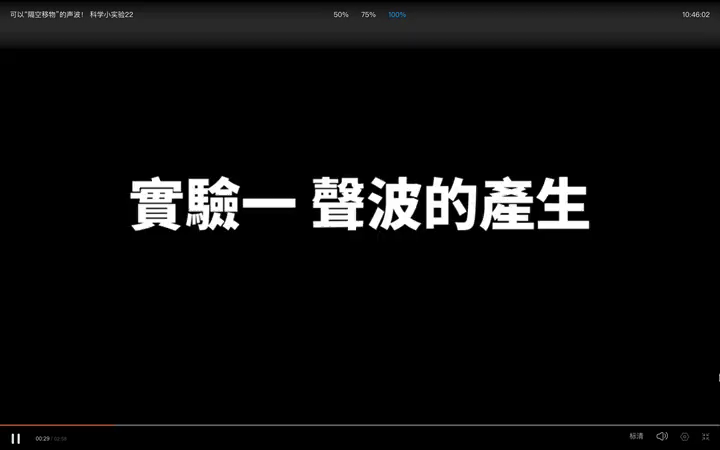 可以“隔空移物”的声波！ 科学小实验22
50% 75% 100%
10:46:02
實驗一 聲波的產生
00:29
标清